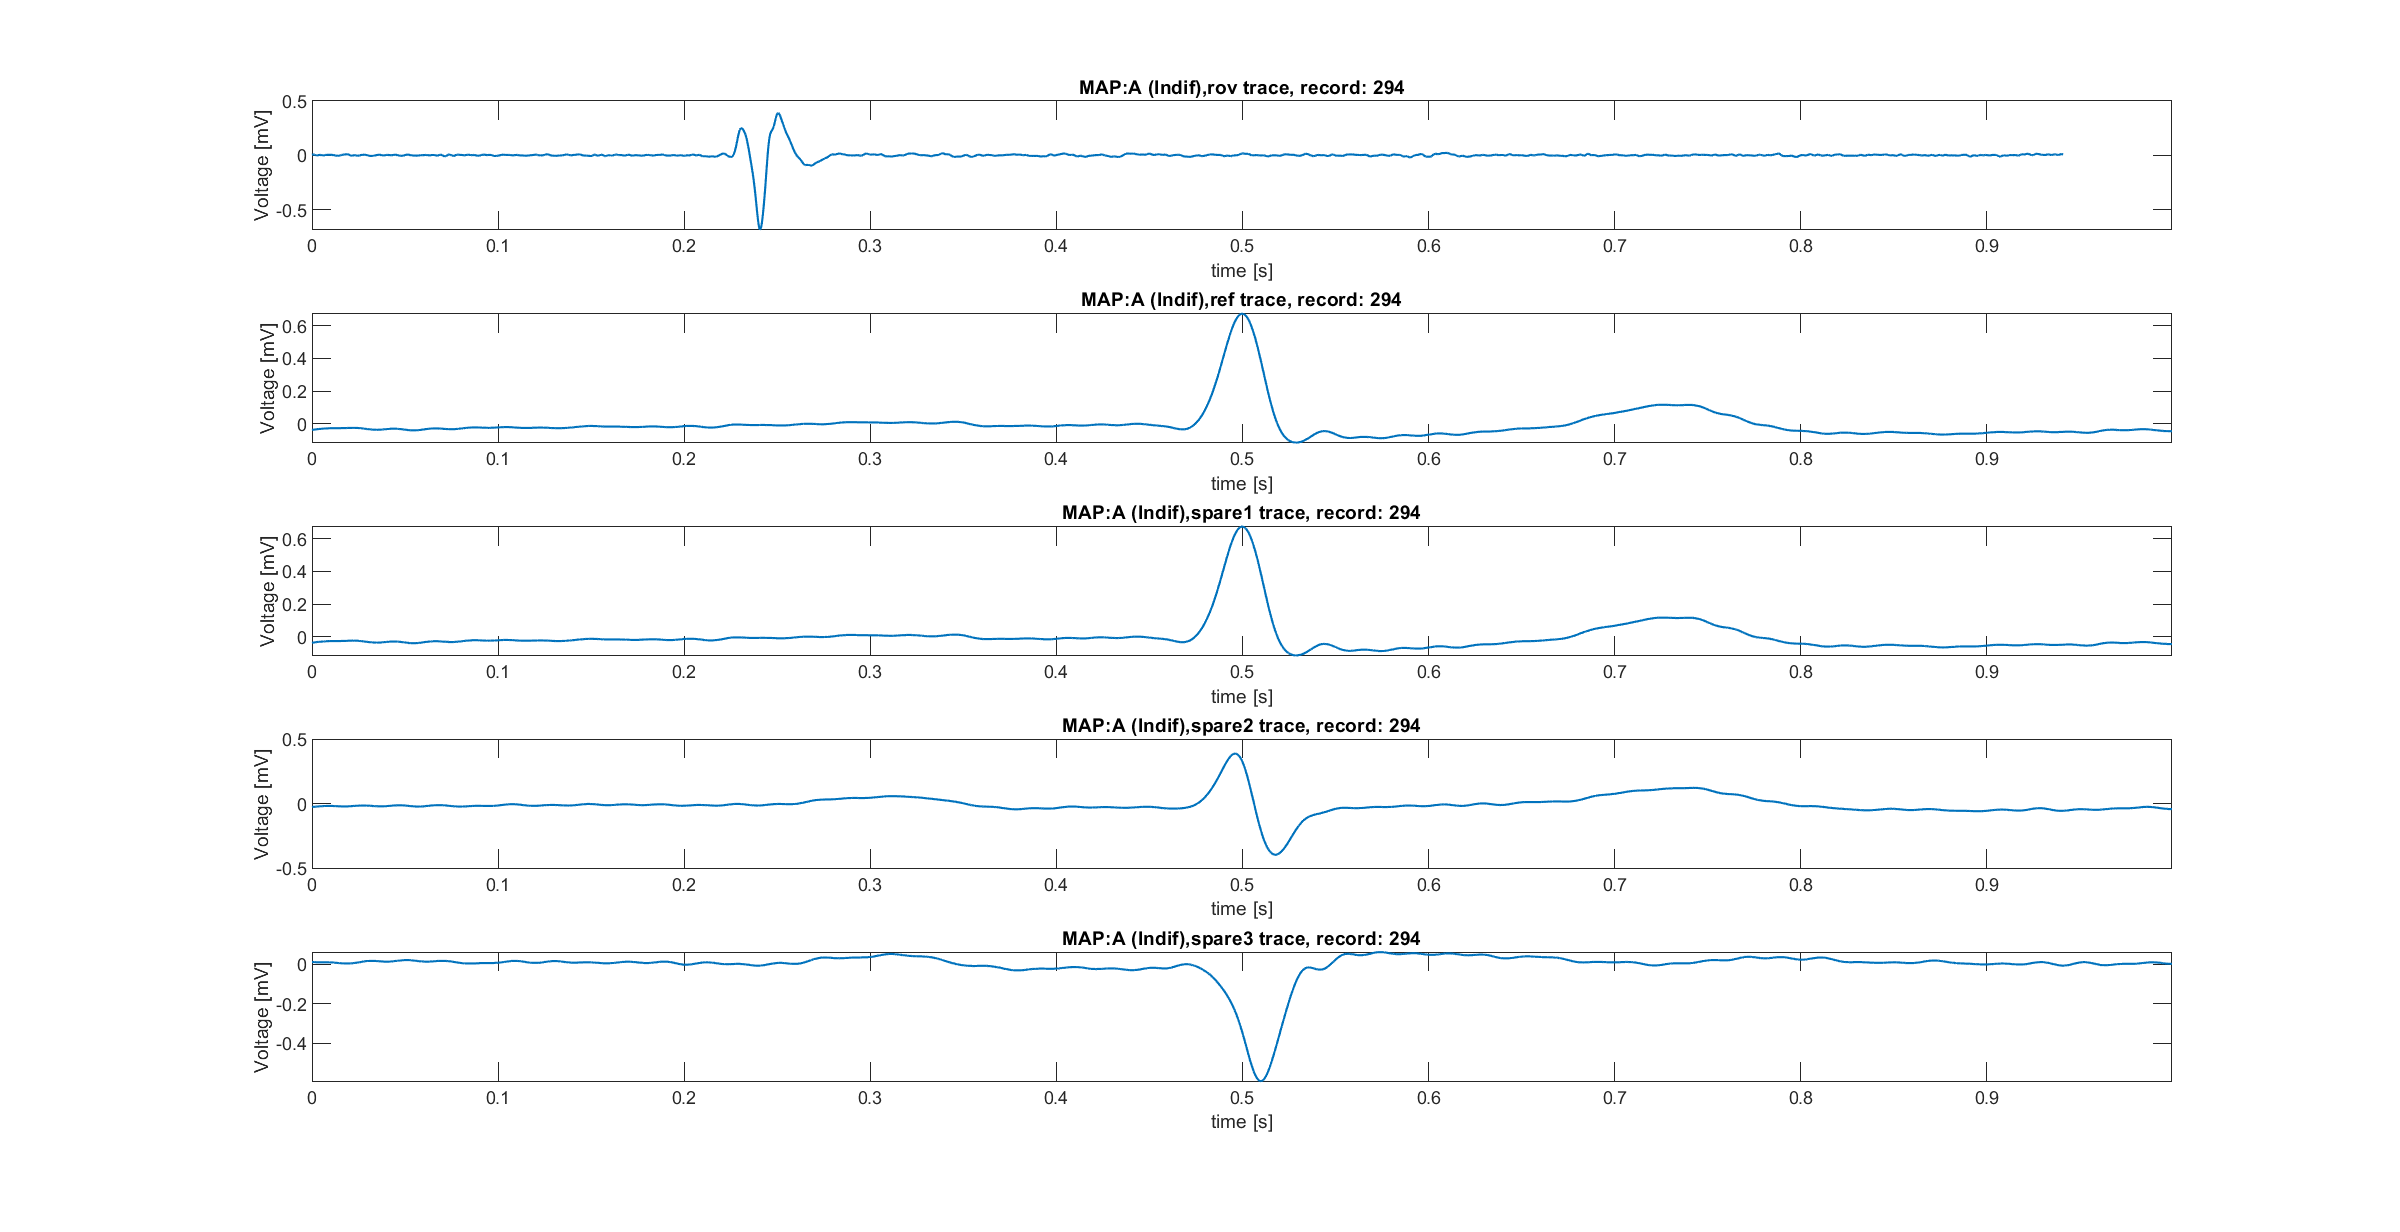 MAP:A (Indif),rov trace, record: 294
Voltage [mV]
0.5
0
-0.5
0 0.1 0.2 0.3 0.4 0.5 0.6 0.7 0.8 0.9
time [s]
MAP:A (Indif),ref trace, record: 294
Voltage [mV]
0.6
0.4
0.2
0
0 0.1 0.2 0.3 0.4 0.5 0.6 0.7 0.8 0.9
time [s]
MAP:A (Indif),spare1 trace, record: 294
Voltage [mV]
0.6
0.4
0.2
0
0 0.1 0.2 0.3 0.4 0.5 0.6 0.7 0.8 0.9
time [s]
MAP:A (Indif),spare2 trace, record: 294
Voltage [mV]
0.5
0
-0.5
0 0.1 0.2 0.3 0.4 0.5 0.6 0.7 0.8 0.9
time [s]
MAP:A (Indif),spare3 trace, record: 294
Voltage [mV]
0
-0.2
-0.4
0 0.1 0.2 0.3 0.4 0.5 0.6 0.7 0.8 0.9
time [s]